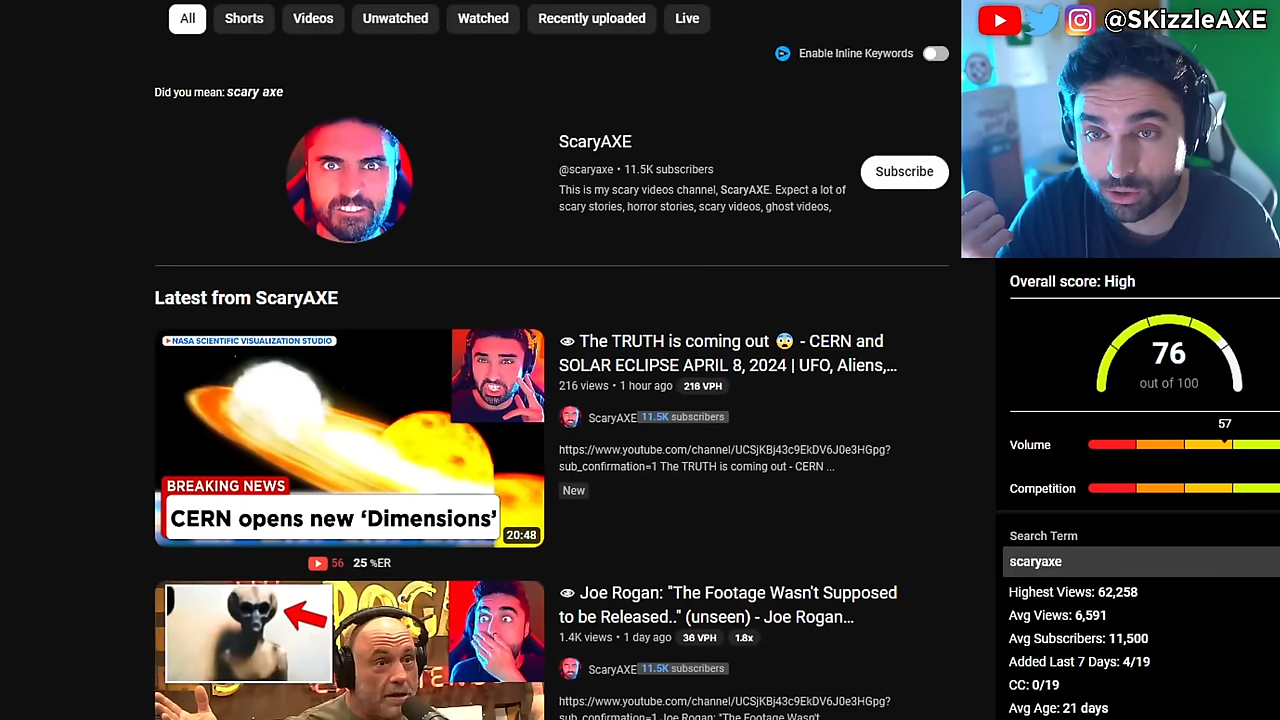 All
Shorts
Videos
Unwatched
Watched
Recently uploaded
Live
@SKizzleAXE
Enable Inline Keywords
Did you mean: scary axe
ScaryAXE
@scaryaxe • 11.5K subscribers
This is my scary videos channel, ScaryAXE. Expect a lot of
scary stories, horror stories, scary videos, ghost videos,
Subscribe
Latest from ScaryAXE
NASA SCIENTIFIC VISUALIZATION STUDIO
BREAKING NEWS
CERN opens new ‘Dimensions’
20:48
The TRUTH is coming out 😨 - CERN and
SOLAR ECLIPSE APRIL 8, 2024 | UFO, Aliens,...
216 views • 1 hour ago 216 VPH
ScaryAXE 11.5K subscribers
https://www.youtube.com/channel/UCSjKBj43c9EkDV6J0e3HGpg?
sub_confirmation=1 The TRUTH is coming out - CERN ...
New
56 25 %ER
Joe Rogan: "The Footage Wasn't Supposed
to be Released.." (unseen) - Joe Rogan...
1.4K views • 1 day ago 36 VPH 1.8x
ScaryAXE 11.5K subscribers
https://www.youtube.com/channel/UCSjKBj43c9EkDV6J0e3HGpg?
sub_confirmation=1 Joe Rogan: "The Footage Wasn't
Overall score: High
76
out of 100
57
Volume
Competition
Search Term
scaryaxe
Highest Views: 62,258
Avg Views: 6,591
Avg Subscribers: 11,500
Added Last 7 Days: 4/19
CC: 0/19
Avg Age: 21 days